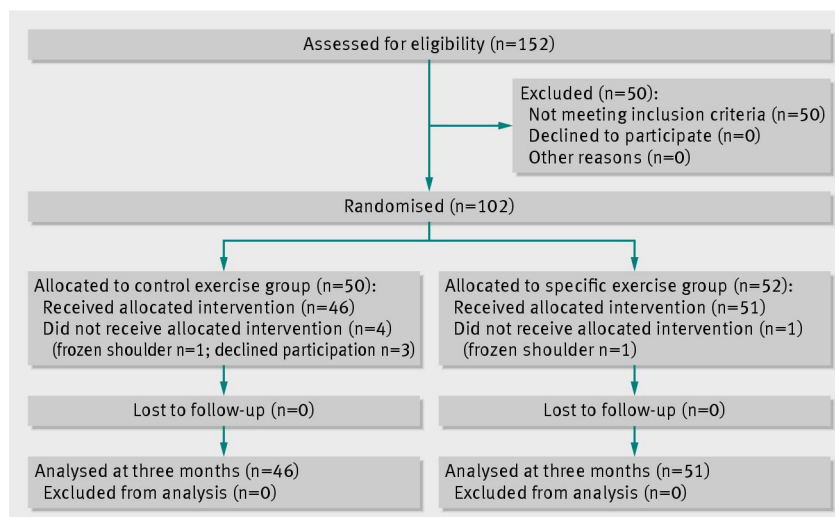 Assessed for eligibility (n=152)
Excluded (n=50):
Not meeting inclusion criteria (n=50)
Declined to participate (n=0)
Other reasons (n=0)
Randomised (n=102)
Allocated to control exercise group (n=50):
Received allocated intervention (n=46)
Did not receive allocated intervention (n=4)
(frozen shoulder n=1; declined participation n=3)
Allocated to specific exercise group (n=52):
Received allocated intervention (n=51)
Did not receive allocated intervention (n=1)
(frozen shoulder n=1)
Lost to follow-up (n=0)
Lost to follow-up (n=0)
Analysed at three months (n=46)
Excluded from analysis (n=0)
Analysed at three months (n=51)
Excluded from analysis (n=0)